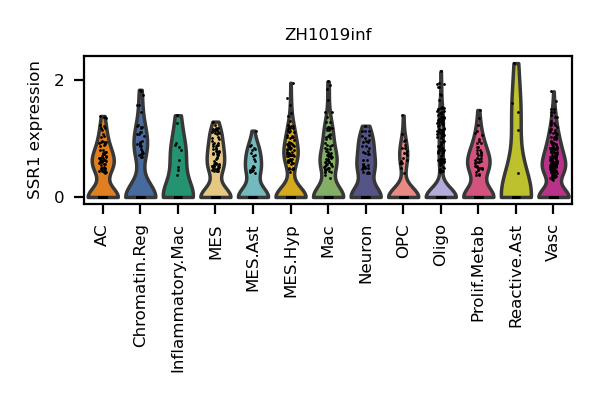 ZH1019inf
SSR1 expression
2
0
AC
Chromatin.Reg
Inflammatory.Mac
MES
MES.Ast
MES.Hyp
Mac
Neuron
OPC
Oligo
Prolif.Metab
Reactive.Ast
Vasc